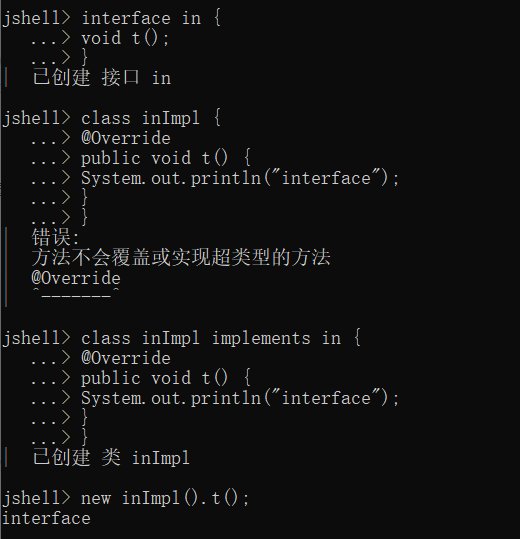 jshell> interface in {
   ...> void t();
   ...> }
|  已创建 接口 in

jshell> class inImpl {
   ...> @Override
   ...> public void t() {
   ...> System.out.println("interface");
   ...> }
   ...> }
|  错误:
|  方法不会覆盖或实现超类型的方法
|  @Override
|  ^-------^

jshell> class inImpl implements in {
   ...> @Override
   ...> public void t() {
   ...> System.out.println("interface");
   ...> }
   ...> }
|  已创建 类 inImpl

jshell> new inImpl().t();
interface